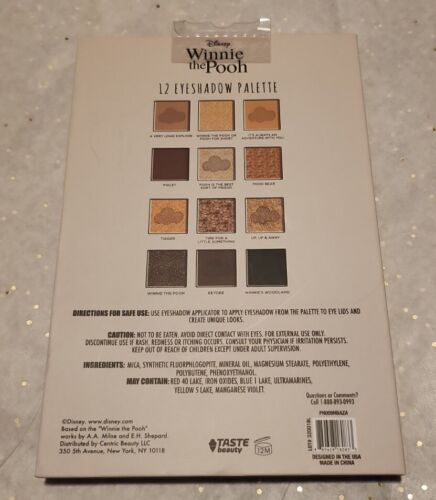 Disney
Winnie
the Pooh
12 EYESHADOW PALETTE
A VERY LONG EXPLORE
WINNIE THE POOH OR
POOH FOR SHORT
IT'S ALWAYS AN
ADVENTURE WITH YOU
PIGLET
POOH IS THE BEST
SORT OF FRIEND
POOH BEAR
TIGGER
TIME FOR A
LITTLE SOMETHING
UP, UP & AWAY
WINNIE THE POOH
EEYORE
WINNIE'S WOODLAND
DIRECTIONS FOR SAFE USE: USE EYESHADOW APPLICATOR TO APPLY EYESHADOW FROM THE PALETTE TO EYE LIDS AND
CREATE UNIQUE LOOKS.
CAUTION: NOT TO BE EATEN. AVOID DIRECT CONTACT WITH EYES. FOR EXTERNAL USE ONLY.
DISCONTINUE USE IF RASH, REDNESS OR ITCHING OCCURS. CONSULT YOUR PHYSICIAN IF IRRITATION PERSISTS.
KEEP OUT OF REACH OF CHILDREN EXCEPT UNDER ADULT SUPERVISION.
INGREDIENTS: MICA, SYNTHETIC FLUORPHLOGOPITE, MINERAL OIL, MAGNESIUM STEARATE, POLYETHYLENE,
POLYBUTENE, PHENOXYETHANOL.
MAY CONTAIN: RED 40 LAKE, IRON OXIDES, BLUE 1 LAKE, ULTRAMARINES,
YELLOW 5 LAKE, MANGANESE VIOLET.
Questions or Comments?
Call 1-888-893-0993
©Disney, www.disney.com
Based on the "Winnie the Pooh"
works by A.A. Milne and E.H. Shepard.
Distributed by Centric Beauty LLC
350 5th Avenue, New York, NY 10118
TASTE
beauty
12M
DESIGNED IN THE USA
MADE IN CHINA